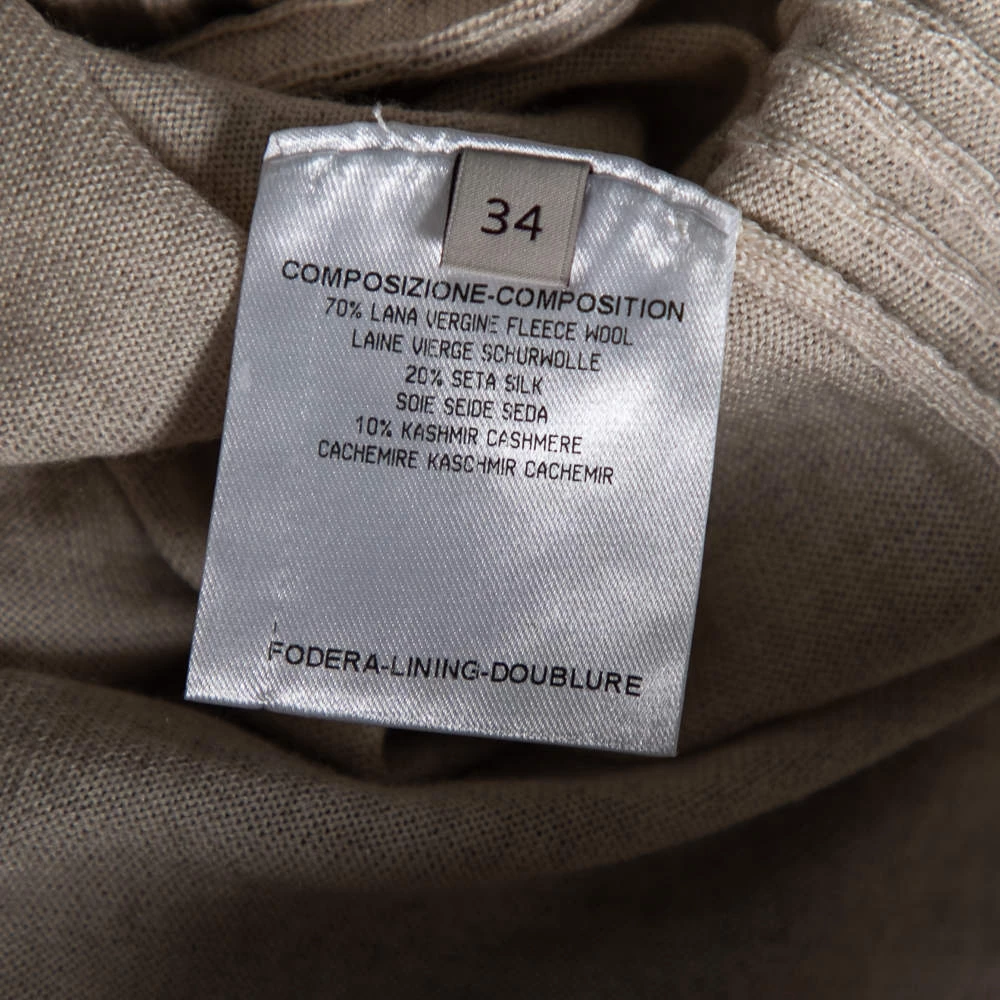 34
COMPOSIZIONE-COMPOSITION
70% LANA VERGINE FLEECE WOOL
LAINE VIERGE SCHURWOLLE
20% SETA SILK
SOIE SEIDE SEDA
10% KASHMIR CASHMERE
CACHEMIRE KASCHMIR CACHEMIR
FODERA-LINING-DOUBLURE